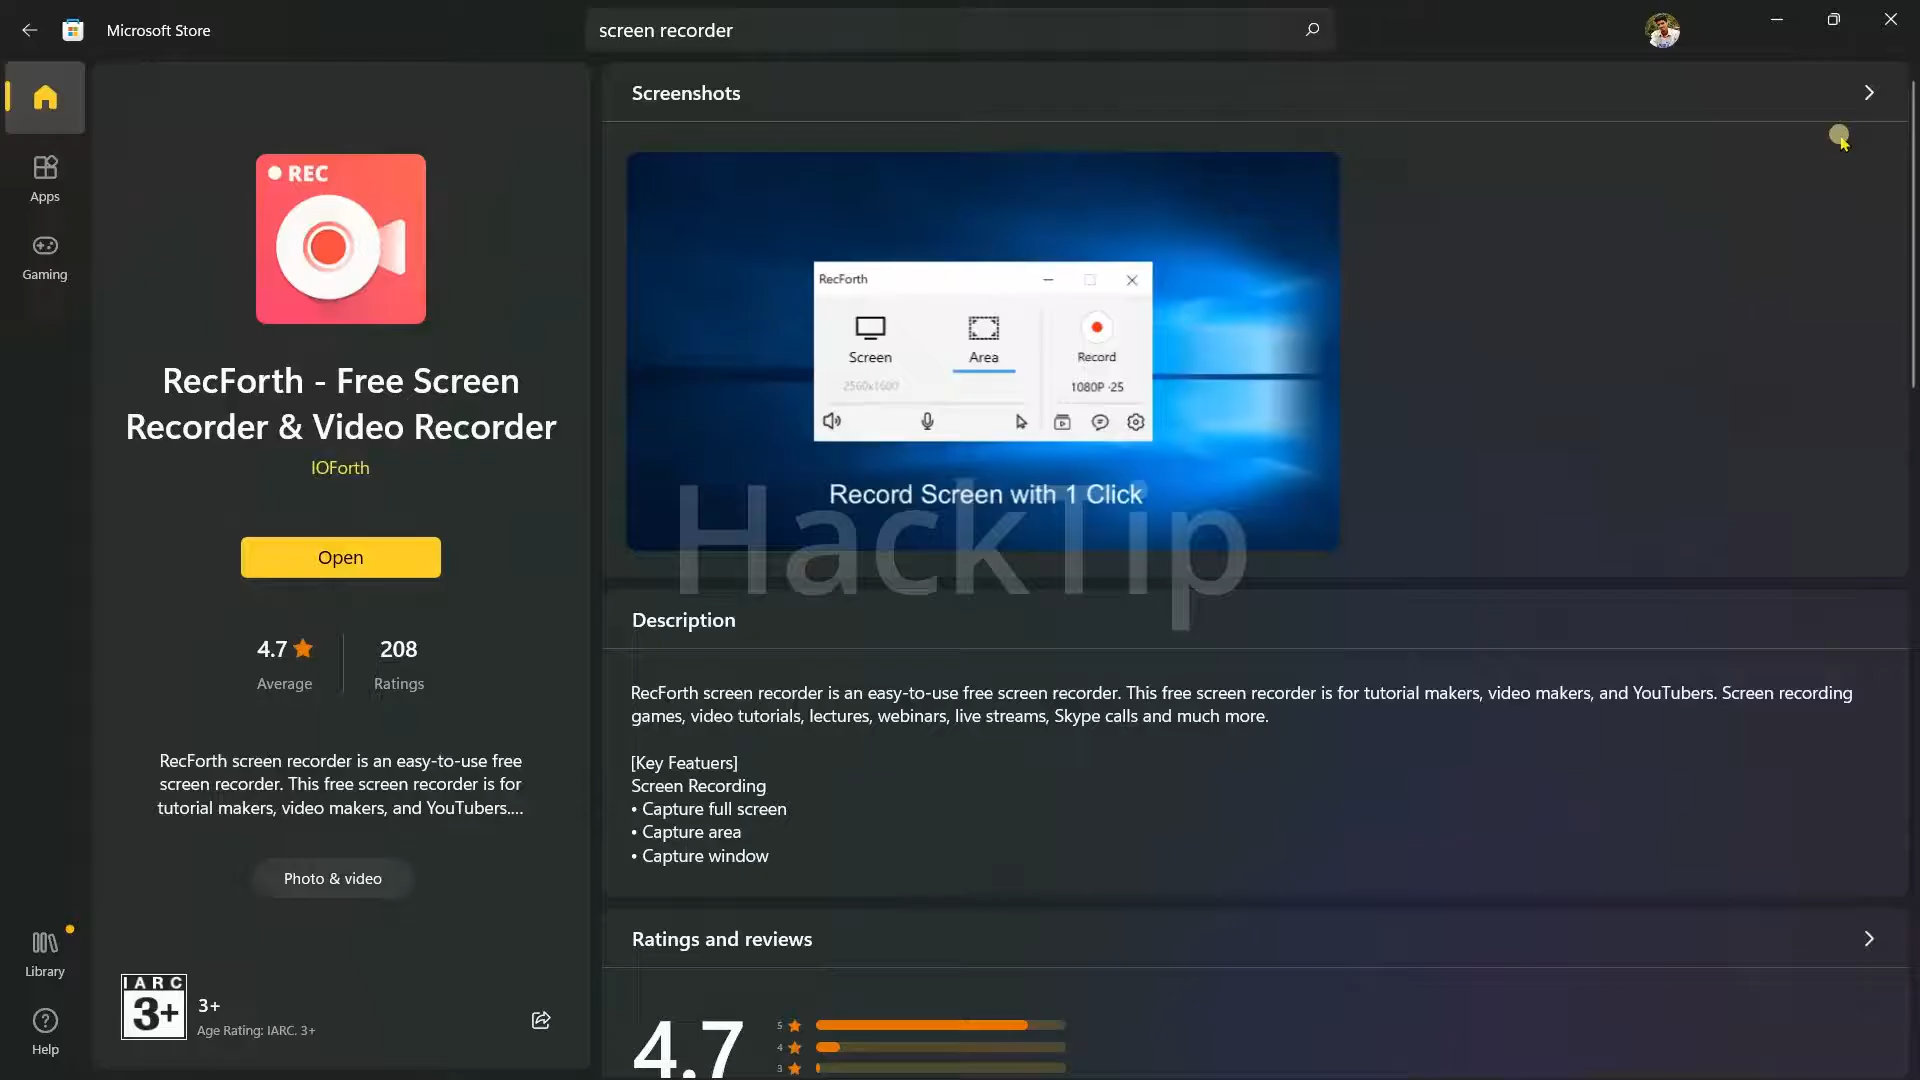 Microsoft Store
screen recorder
Apps
Gaming
Library
Help
REC
RecForth - Free Screen
Recorder & Video Recorder
IOForth
Open
4.7
208
Average
Ratings
RecForth screen recorder is an easy-to-use free
screen recorder. This free screen recorder is for
tutorial makers, video makers, and YouTubers....
Photo & video
IARC
3+
3+
Age Rating: IARC. 3+
Screenshots
RecForth
Screen
Area
Record
2560x1600
1080P -25
Record Screen with 1 Click
HackTip
Description
RecForth screen recorder is an easy-to-use free screen recorder. This free screen recorder is for tutorial makers, video makers, and YouTubers. Screen recording
games, video tutorials, lectures, webinars, live streams, Skype calls and much more.
[Key Featuers]
Screen Recording
• Capture full screen
• Capture area
• Capture window
Ratings and reviews
4.7
5
4
3